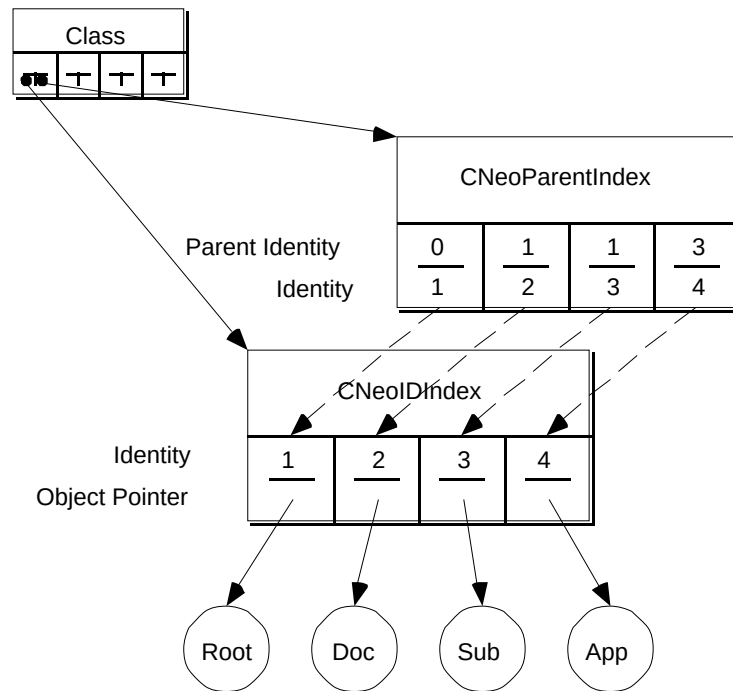 Class
CNeoParentIndex
Parent Identity 0 1 1 3
Identity 1 2 3 4
CNeoIDIndex
Identity 1 2 3 4
Object Pointer
Root Doc Sub App